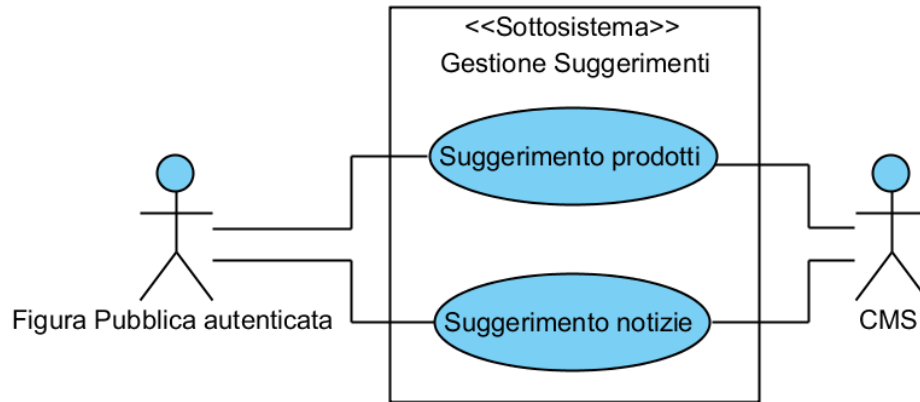 <<Sottosistema>>
Gestione Suggerimenti
Suggerimento prodotti
Figura Pubblica autenticata
Suggerimento notizie
CMS